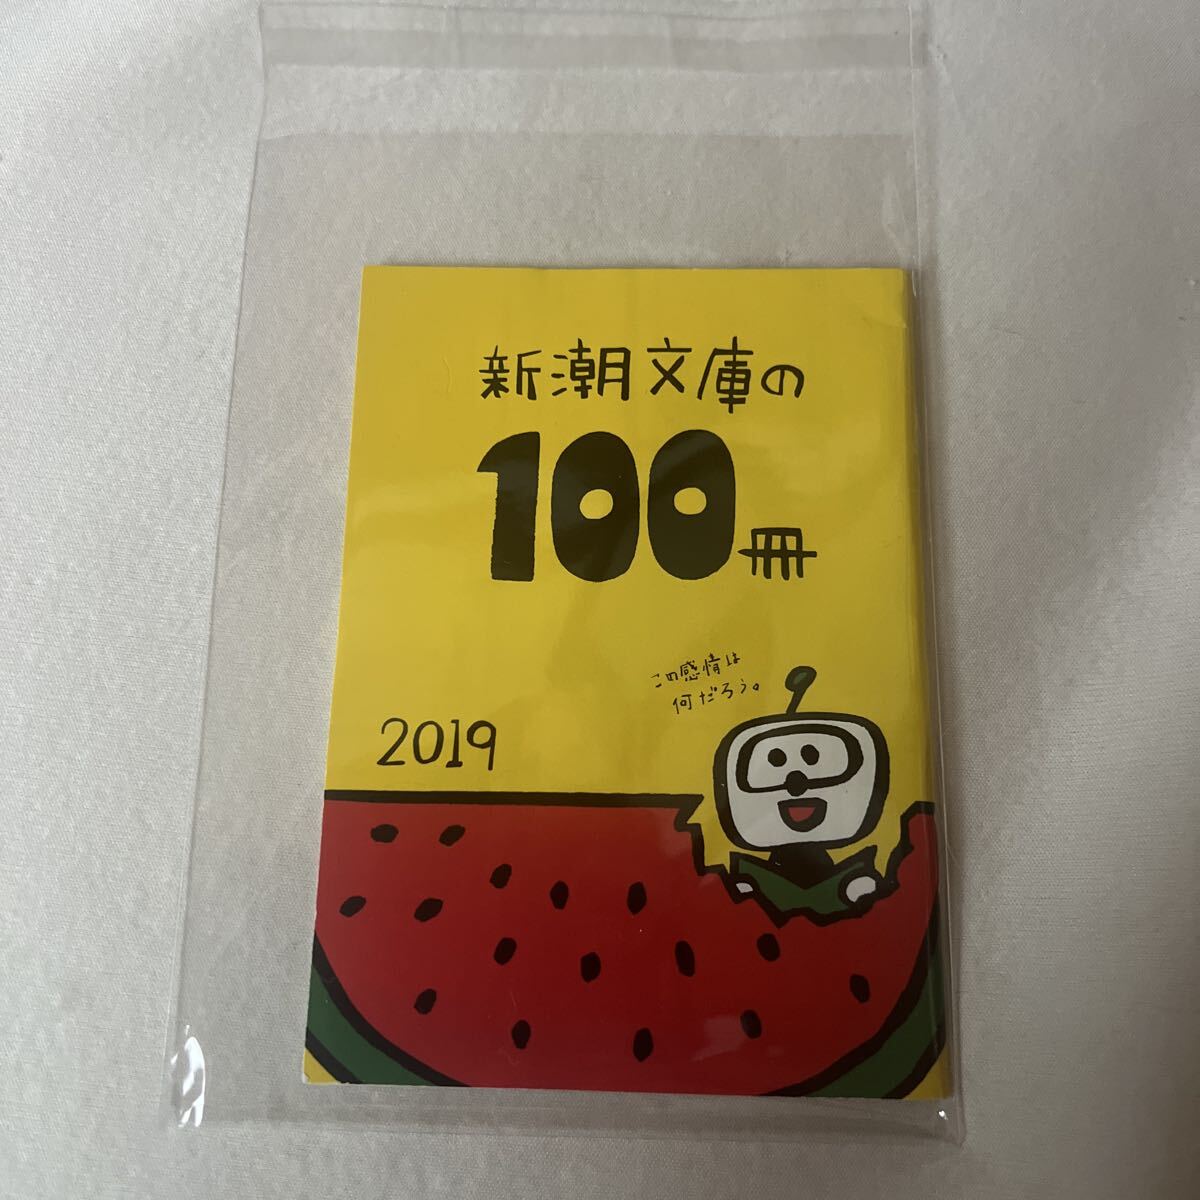 新潮文庫の
100冊
この感情は
何だろう。
2019